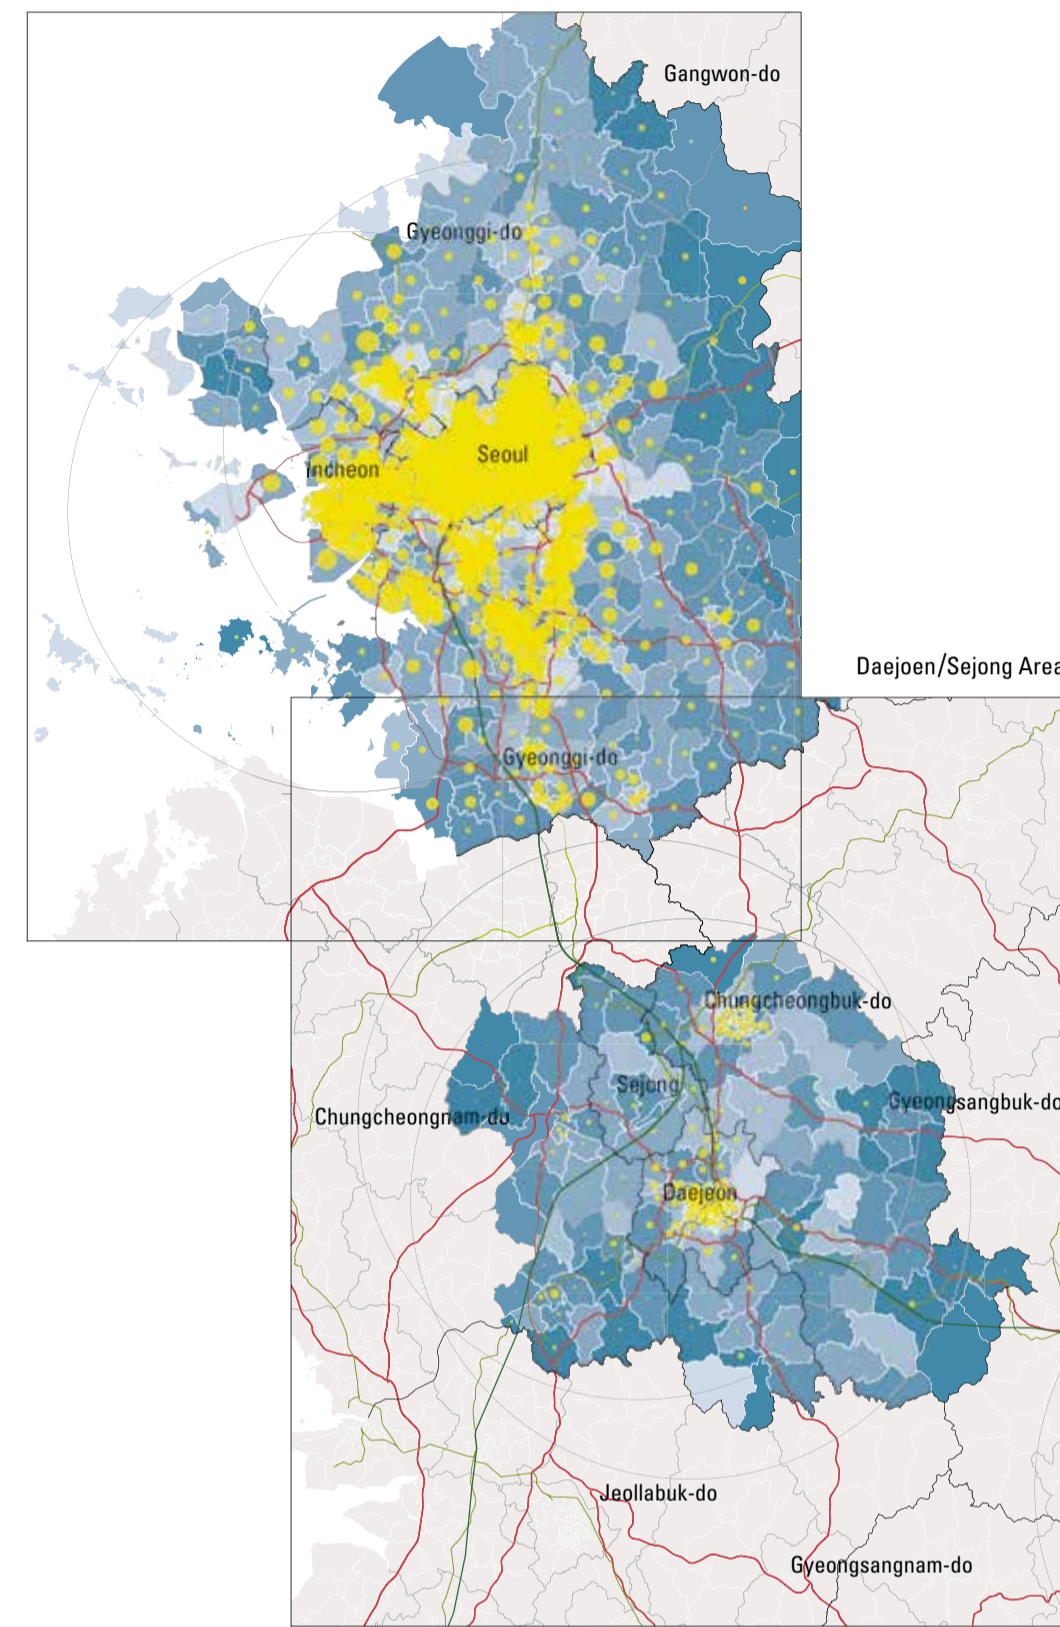 Gangwon-do
Gyeonggi-do
Seoul
Incheon
Daejoen/Sejong Area
Gyeonggi-do
Chungcheongbuk-do
Sejong
Gyeongsangbuk-do
Chungcheongnam-do
Daejeon
Jeollabuk-do
Gyeongsangnam-do